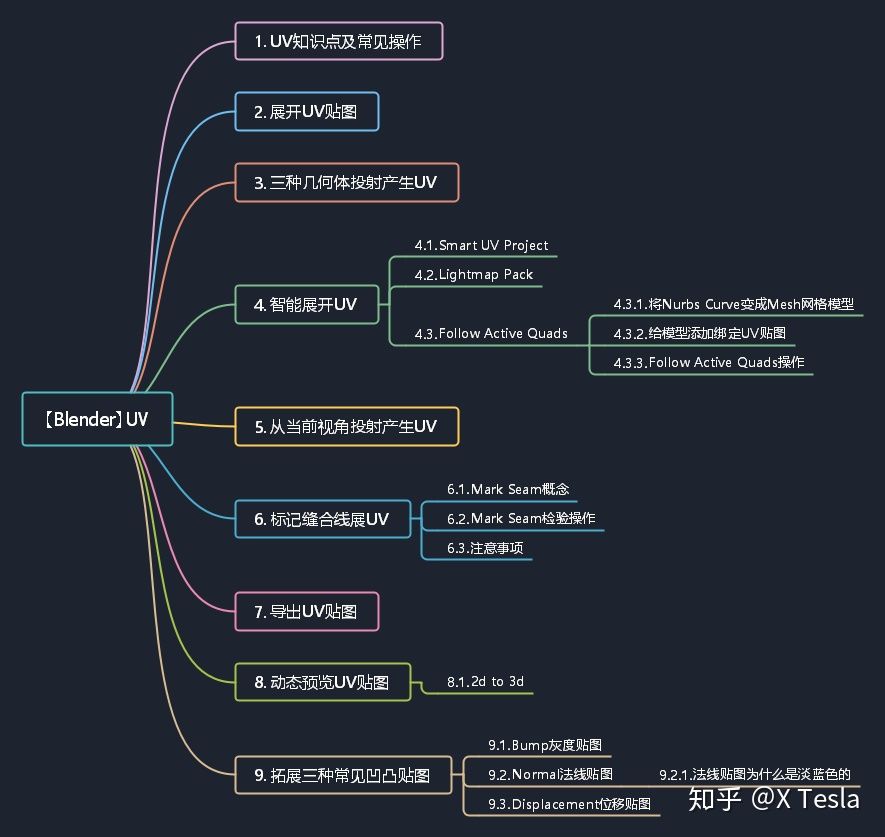 1. UV知识点及常见操作
2. 展开UV贴图
3. 三种几何体投射产生UV
4.1.Smart UV Project
4.2.Lightmap Pack
4. 智能展开UV
4.3.1.将Nurbs Curve变成Mesh网格模型
4.3.Follow Active Quads
4.3.2.给模型添加绑定UV贴图
4.3.3.Follow Active Quads操作
【Blender】UV
5. 从当前视角投射产生UV
6.1.Mark Seam概念
6. 标记缝合线展UV
6.2.Mark Seam检验操作
6.3.注意事项
7. 导出UV贴图
8. 动态预览UV贴图
8.1.2d to 3d
9.1.Bump灰度贴图
9. 拓展三种常见凹凸贴图
9.2.Normal法线贴图
9.2.1.法线贴图为什么是淡蓝色的
9.3.Displacement位移贴图
知乎 @X Tesla